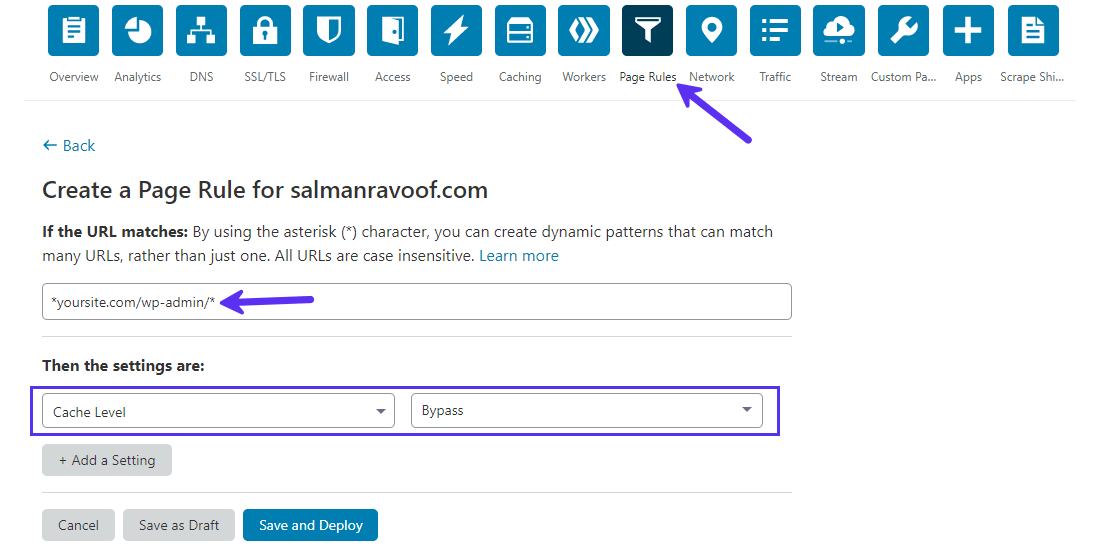 Overview Analytics DNS SSL/TLS Firewall Access Speed Caching Workers Page Rules Network Traffic Stream Custom Pa... Apps Scrape Shi...
← Back
Create a Page Rule for salmanravoof.com
If the URL matches: By using the asterisk (*) character, you can create dynamic patterns that can match
many URLs, rather than just one. All URLs are case insensitive. Learn more
*yoursite.com/wp-admin/*
Then the settings are:
Cache Level Bypass
+ Add a Setting
Cancel Save as Draft Save and Deploy